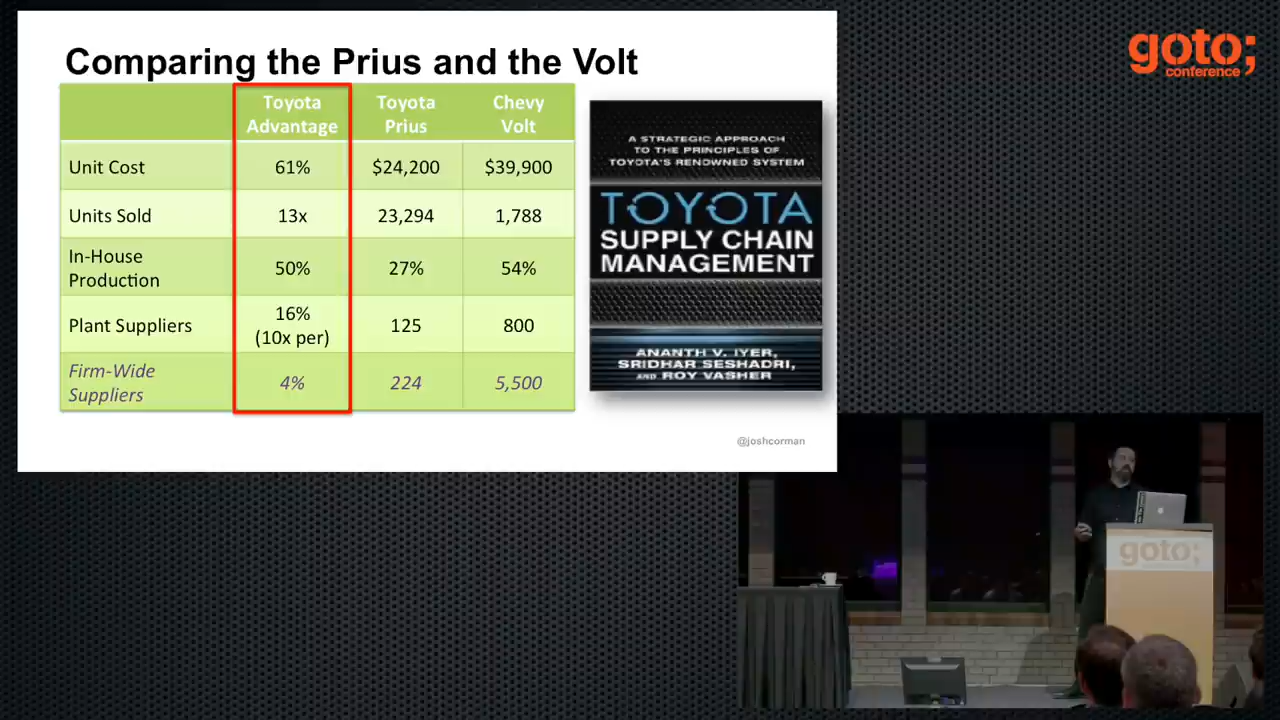 Comparing the Prius and the Volt
Toyota Advantage Toyota Prius Chevy Volt
Unit Cost 61% $24,200 $39,900
Units Sold 13x 23,294 1,788
In-House Production 50% 27% 54%
Plant Suppliers 16% (10x per) 125 800
Firm-Wide Suppliers 4% 224 5,500
A STRATEGIC APPROACH
TO THE PRINCIPLES OF
TOYOTA'S RENOWNED SYSTEM
TOYOTA
SUPPLY CHAIN
MANAGEMENT
ANANTH V. IYER,
SRIDHAR SESHADRI,
AND ROY VASHER
@joshcorman
goto;
conference
goto;